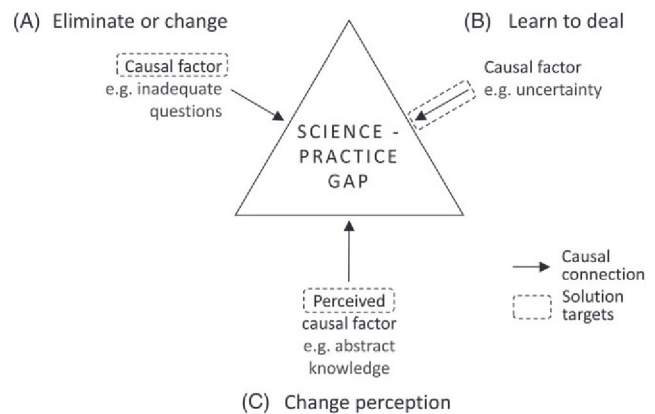 (A) Eliminate or change
(B) Learn to deal
Causal factor
e.g. inadequate
questions
Causal factor
e.g. uncertainty
SCIENCE -
PRACTICE
GAP
Causal
connection
Solution
targets
Perceived
causal factor
e.g. abstract
knowledge
(C) Change perception